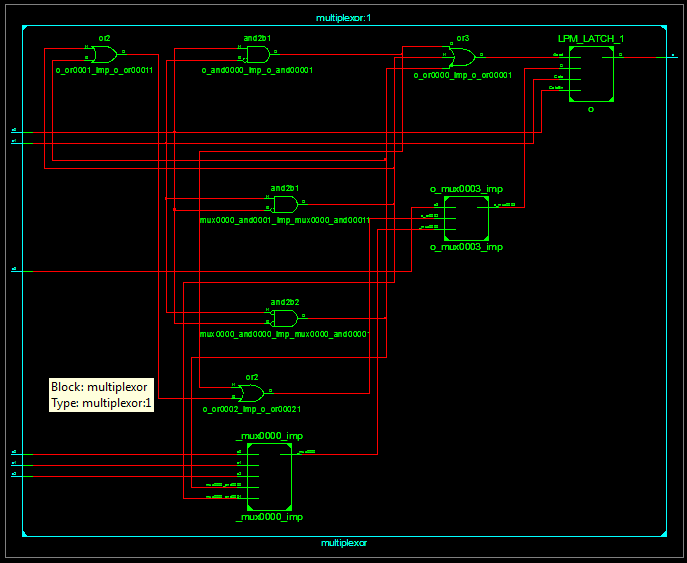 multiplexor:1
or2
and2b1
or3
LPM_LATCH_1
o_or0001_imp_o_or00011
o_and0000_imp_o_and00001
o_or0000_imp_o_or00001
o
and2b1
o_mux0003_imp
mux0000_and0001_imp_mux0000_and00011
o_mux0003_imp
and2b2
mux0000_and0000_imp_mux0000_and00001
or2
Block: multiplexor
Type: multiplexor:1
o_or0002_imp_o_or00021
_mux0000_imp
_mux0000_imp
multiplexor